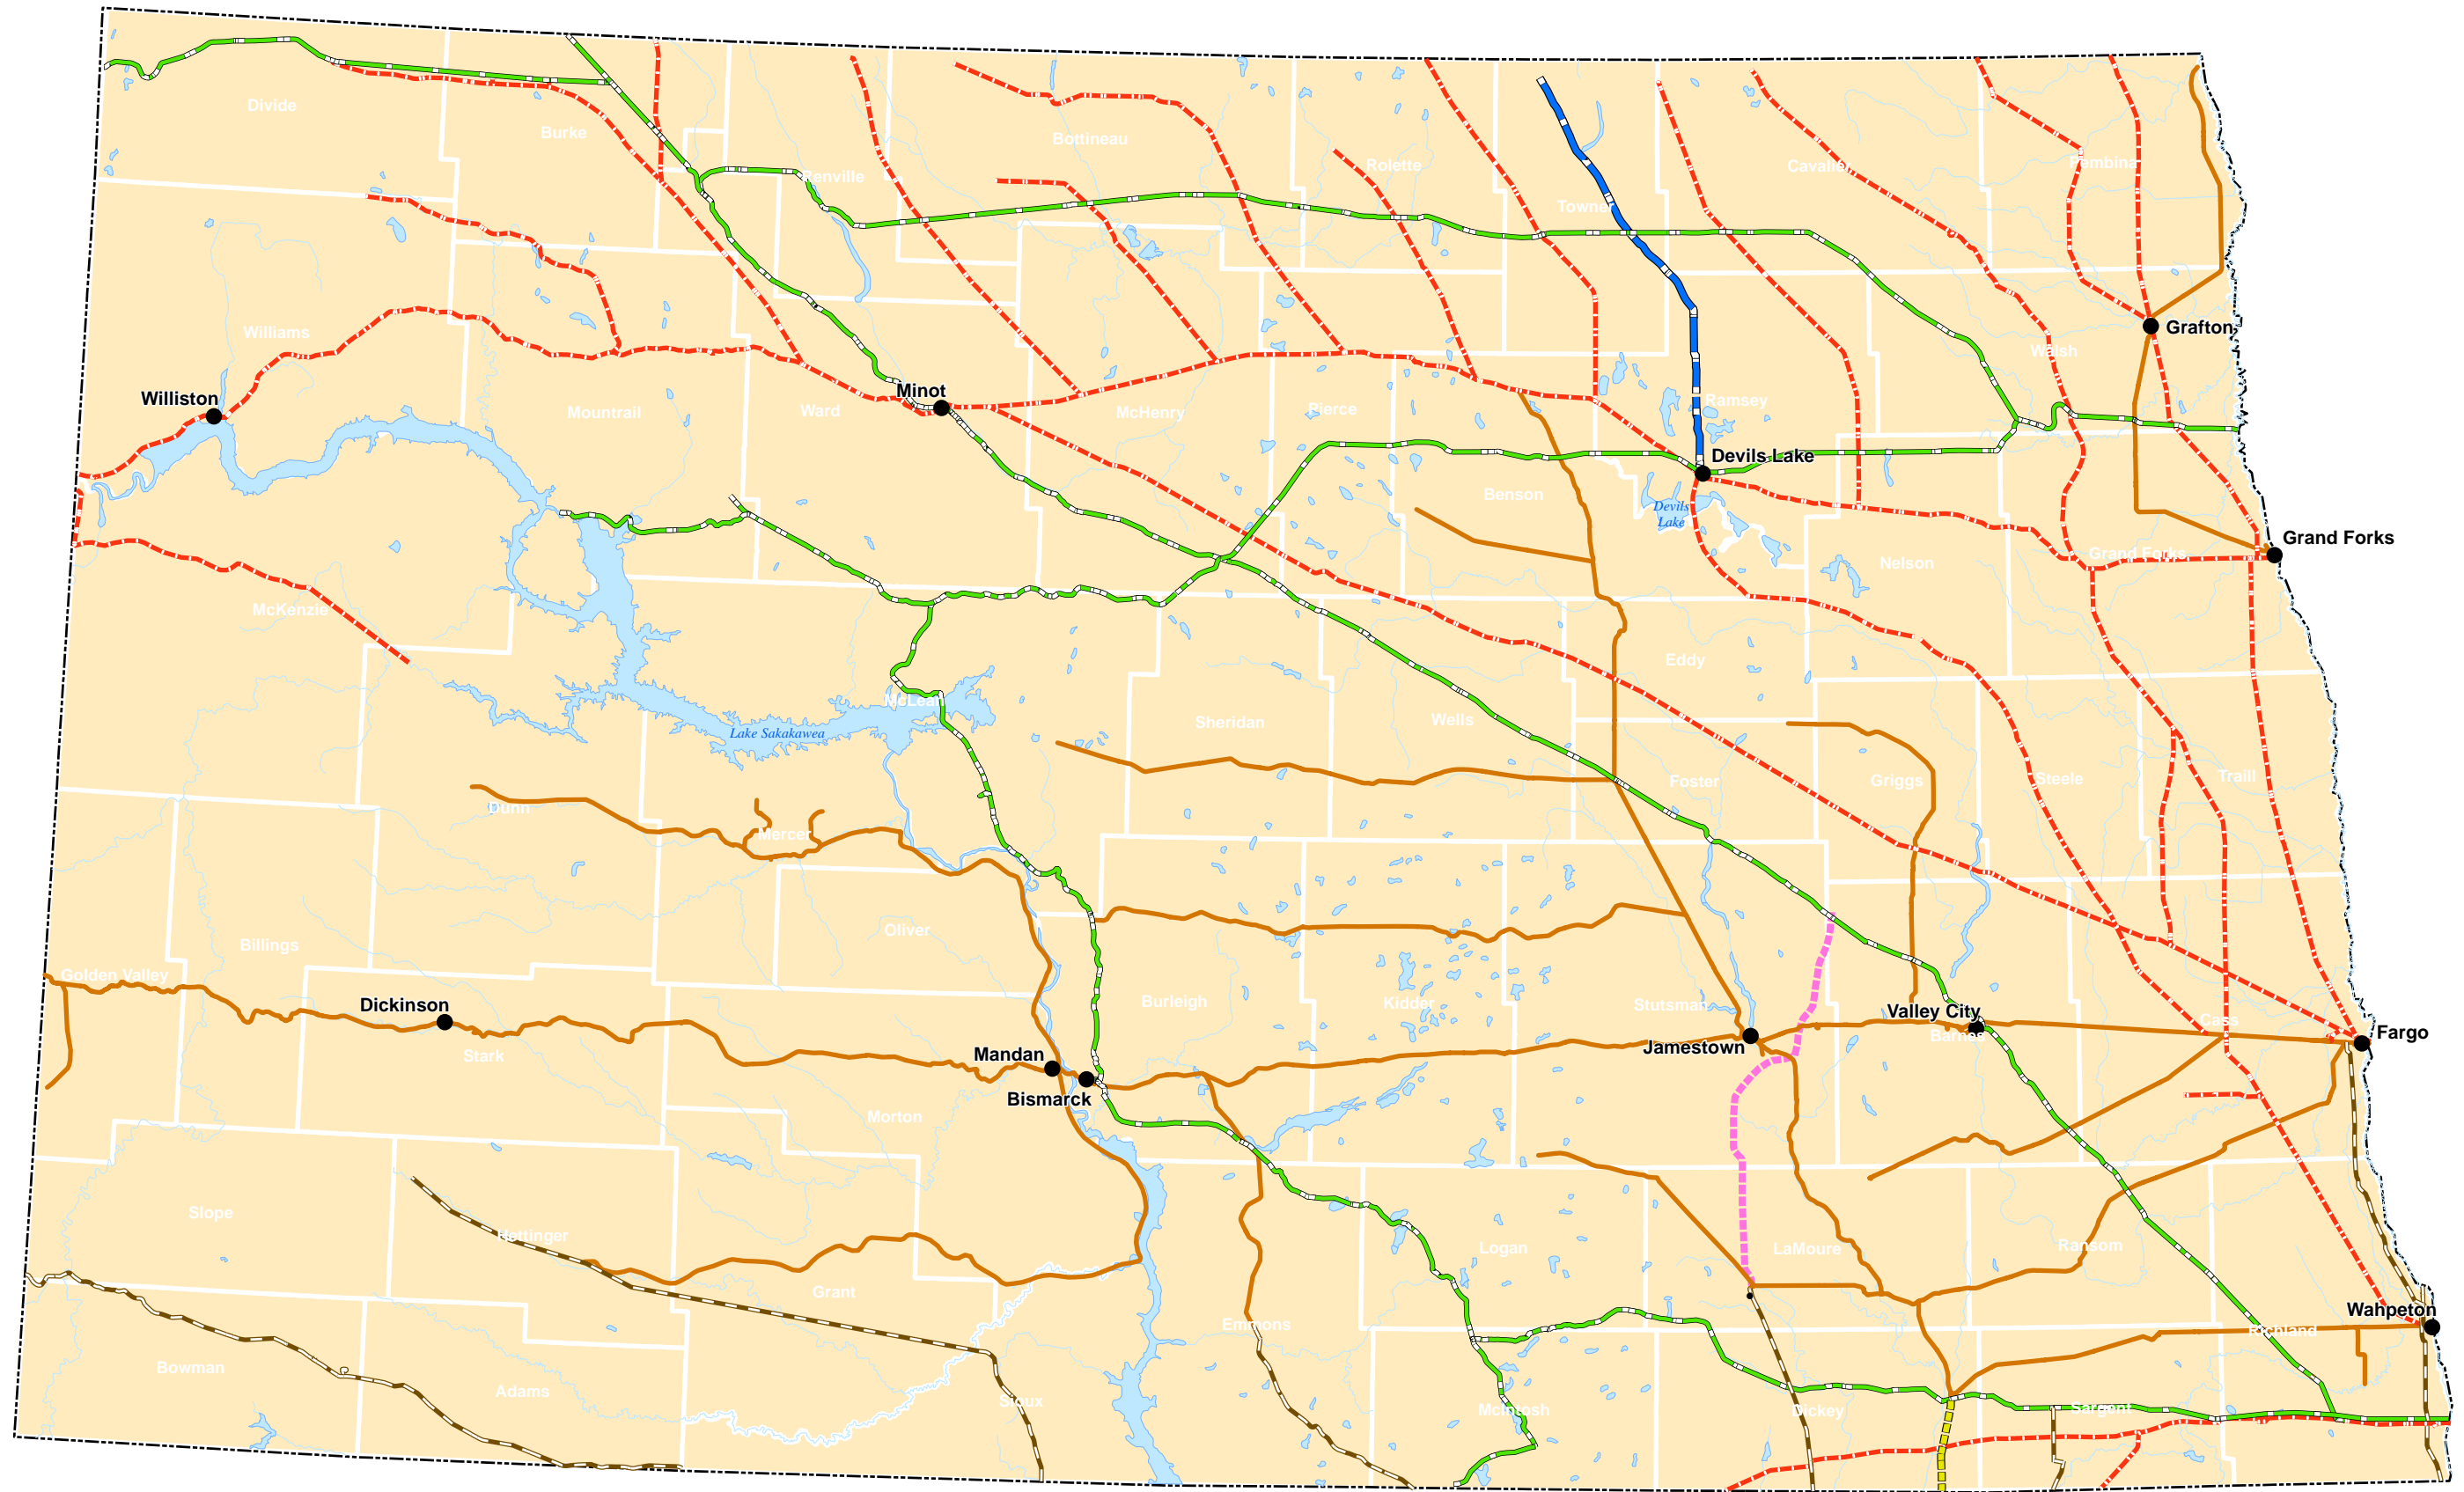 Divide
Burke
Renville
Bottineau
Rolette
Towner
Cavalier
Pembina
Williams
Williston
Mountrail
Ward
Minot
McHenry
Pierce
Ramsey
Walsh
Grafton
Devils Lake
Benson
Devils
Lake
Nelson
Grand Forks
Grand Forks
McKenzie
McLean
Lake Sakakawea
Sheridan
Wells
Eddy
Foster
Griggs
Steele
Traill
Dunn
Mercer
Oliver
Billings
Golden Valley
Dickinson
Stark
Mandan
Bismarck
Burleigh
Kidder
Stutsman
Jamestown
Valley City
Barnes
Cass
Fargo
Morton
Slope
Hettinger
Grant
Logan
LaMoure
Ransom
Emmons
Wahpeton
Richland
Bowman
Adams
Sioux
McIntosh
Dickey
Sargent